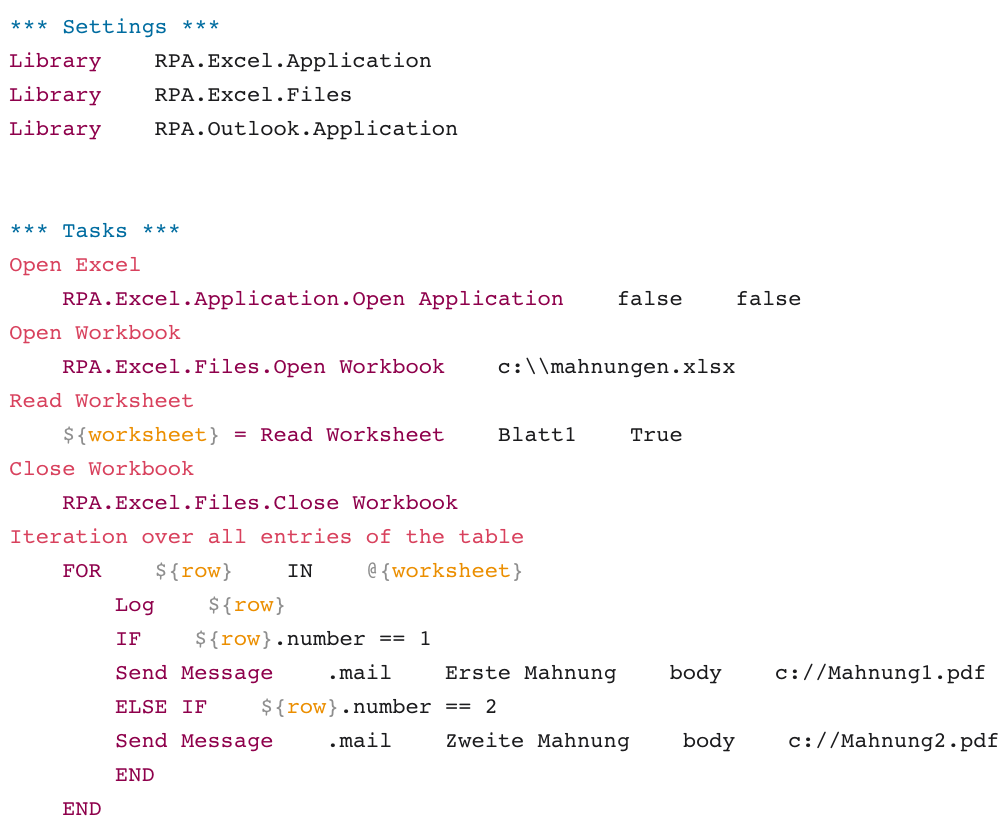 *** Settings ***
Library    RPA.Excel.Application
Library    RPA.Excel.Files
Library    RPA.Outlook.Application
*** Tasks ***
Open Excel
    RPA.Excel.Application.Open Application    false    false
Open Workbook
    RPA.Excel.Files.Open Workbook    c:\\mahnungen.xlsx
Read Worksheet
    ${worksheet} = Read Worksheet    Blatt1    True
Close Workbook
    RPA.Excel.Files.Close Workbook
Iteration over all entries of the table
    FOR    ${row}    IN    @{worksheet}
        Log    ${row}
        IF    ${row}.number == 1
        Send Message    .mail    Erste Mahnung    body    c://Mahnung1.pdf
        ELSE IF    ${row}.number == 2
        Send Message    .mail    Zweite Mahnung    body    c://Mahnung2.pdf
        END
    END